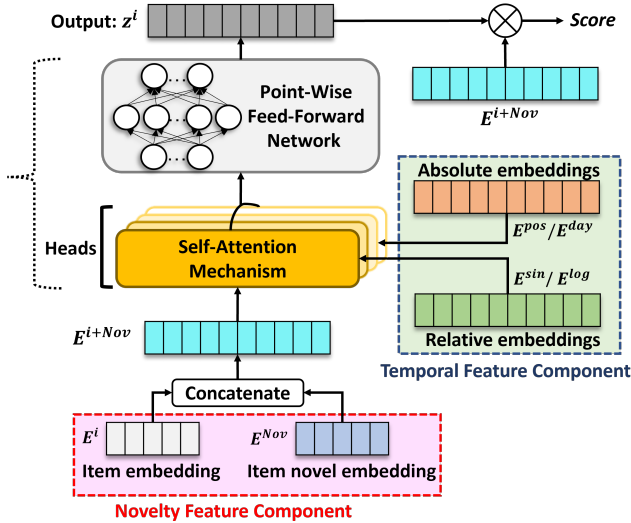 Output: z^i
Score
Point-Wise
Feed-Forward
Network
E^{i+Nov}
Absolute embeddings
E^{pos}/E^{day}
Heads
Self-Attention
Mechanism
E^{sin}/ E^{log}
Relative embeddings
E^{i+Nov}
Temporal Feature Component
Concatenate
E^i
E^{Nov}
Item embedding
Item novel embedding
Novelty Feature Component